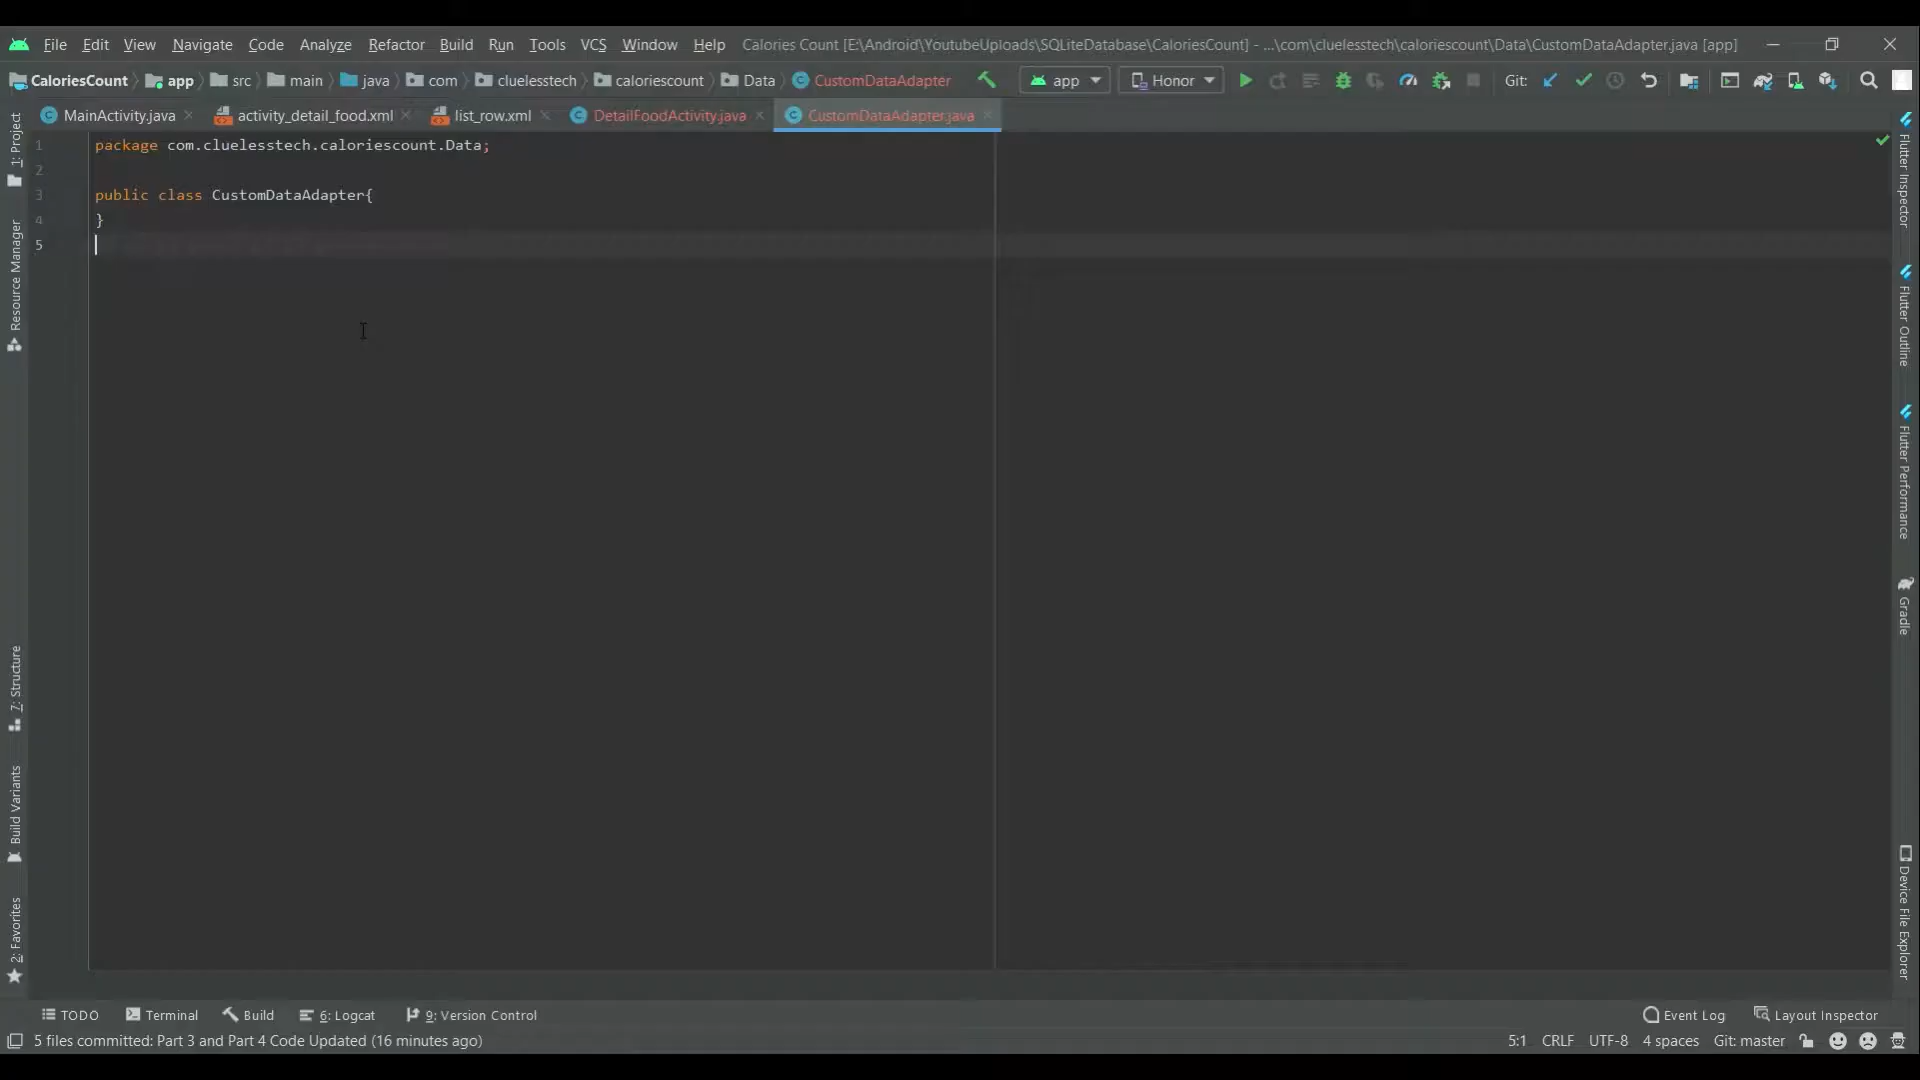 File Edit View Navigate Code Analyze Refactor Build Run Tools VCS Window Help Calories Count [E:\Android\YoutubeUploads\SQLiteDatabase\CaloriesCount] - ...\com\cluelesstech\caloriescount\Data\CustomDataAdapter.java [app]
CaloriesCount app src main java com cluelesstech caloriescount Data CustomDataAdapter app Honor Git:
MainActivity.java activity_detail_food.xml list_row.xml DetailFoodActivity.java CustomDataAdapter.java
1 package com.cluelesstech.caloriescount.Data;
2
3 public class CustomDataAdapter{
4 }
5
1: Project
Resource Manager
7: Structure
Build Variants
2: Favorites
Flutter Inspector
Flutter Outline
Flutter Performance
Gradle
Device File Explorer
TODO Terminal Build 6: Logcat 9: Version Control Event Log Layout Inspector
5 files committed: Part 3 and Part 4 Code Updated (16 minutes ago) 5:1 CRLF UTF-8 4 spaces Git: master